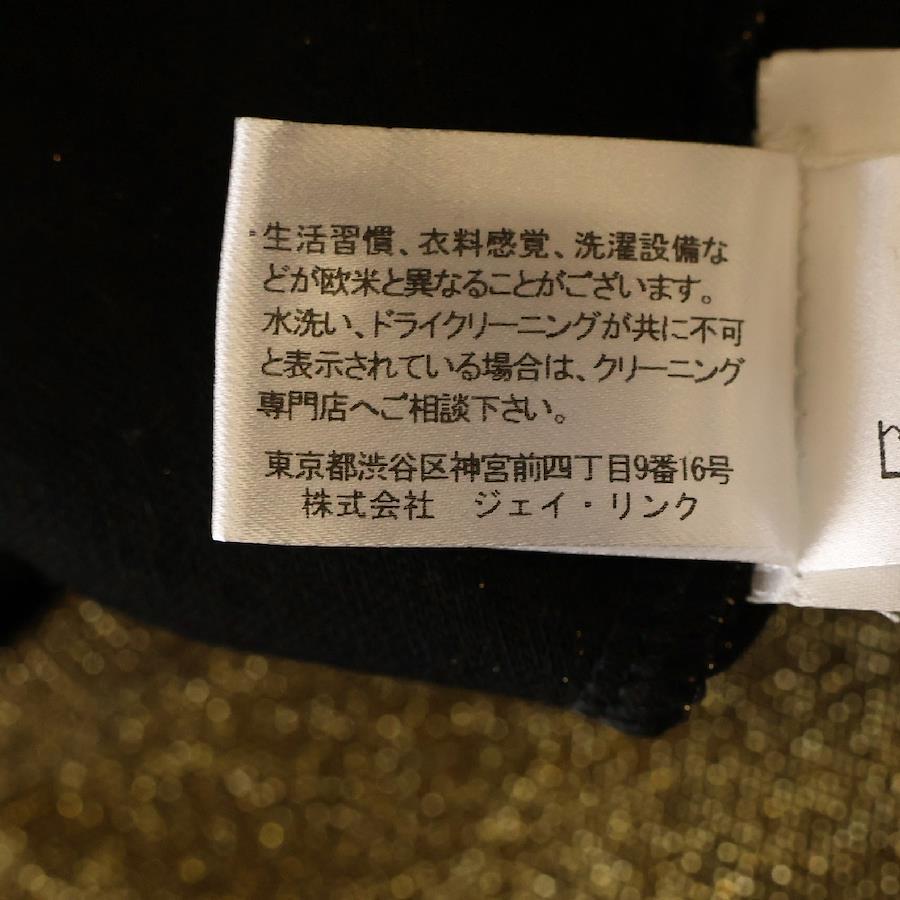 ・生活習慣、衣料感覚、洗濯設備な
どが欧米と異なることがございます。
水洗い、ドライクリーニングが共に不可
と表示されている場合は、クリーニング
専門店へご相談下さい。
東京都渋谷区神宮前四丁目9番16号
株式会社　ジェイ・リンク